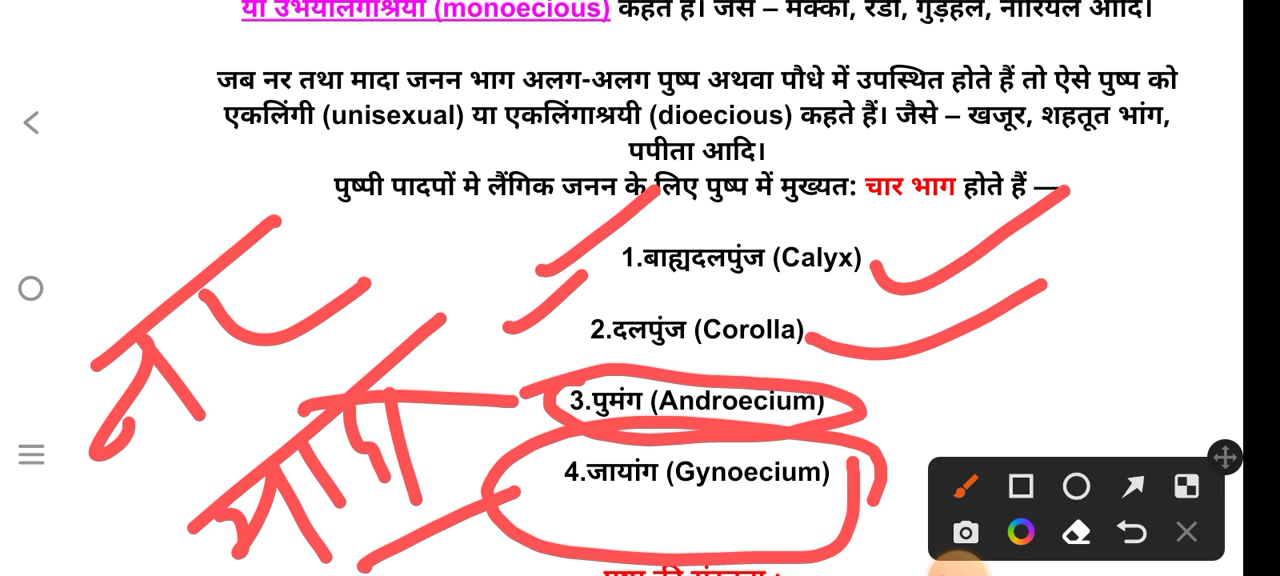 या उभयलिंगाश्रयी (monoecious) कहते हैं। जैसे – मक्का, रेंडी, गुड़हल, नारियल आदि।
जब नर तथा मादा जनन भाग अलग-अलग पुष्प अथवा पौधे में उपस्थित होते हैं तो ऐसे पुष्प को
एकलिंगी (unisexual) या एकलिंगाश्रयी (dioecious) कहते हैं। जैसे – खजूर, शहतूत भांग,
पपीता आदि।
पुष्पी पादपों मे लैंगिक जनन के लिए पुष्प में मुख्यत: चार भाग होते हैं —
1.बाह्यदलपुंज (Calyx)
2.दलपुंज (Corolla)
नर
3.पुमंग (Androecium)
4.जायांग (Gynoecium)